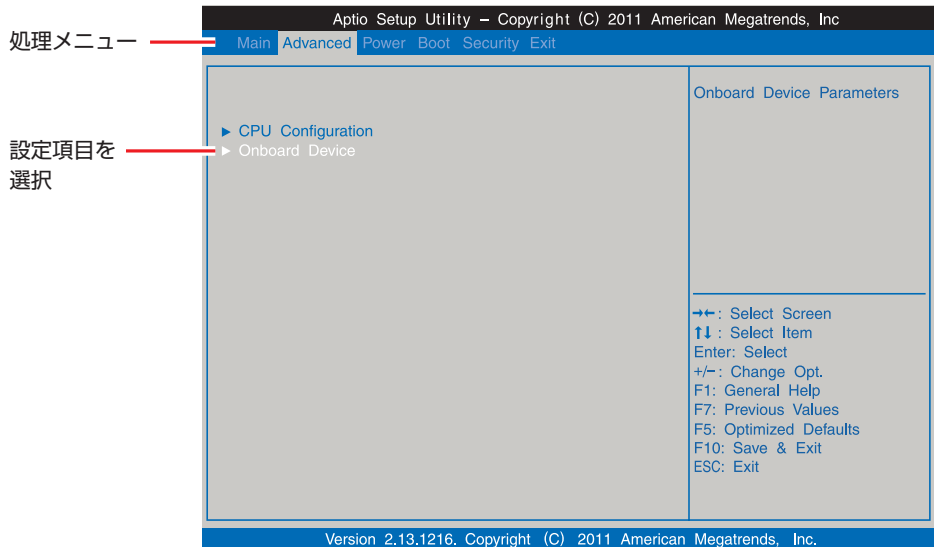 Aptio Setup Utility – Copyright (C) 2011 American Megatrends, Inc
処理メニュー
Main Advanced Power Boot Security Exit
Onboard Device Parameters
▶ CPU Configuration
設定項目を
選択
▶ Onboard Device
→←: Select Screen
↑↓ : Select Item
Enter: Select
+/−: Change Opt.
F1: General Help
F7: Previous Values
F5: Optimized Defaults
F10: Save & Exit
ESC: Exit
Version 2.13.1216. Copyright (C) 2011 American Megatrends, Inc.